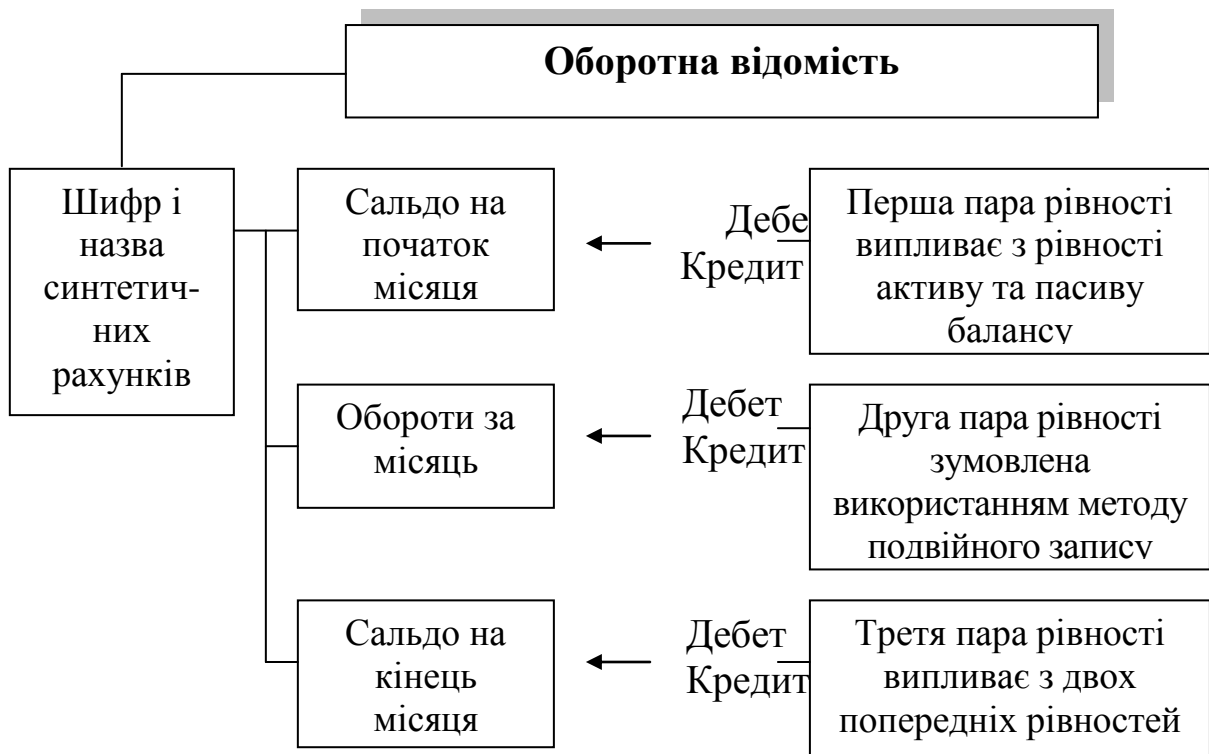 Оборотна відомість
Шифр і
назва
синтетич-
них
рахунків
Сальдо на
початок
місяця
Дебе
Кредит
Перша пара рівності
випливає з рівності
активу та пасиву
балансу
Обороти за
місяць
Дебет
Кредит
Друга пара рівності
зумовлена
використанням методу
подвійного запису
Сальдо на
кінець
місяця
Дебет
Кредит
Третя пара рівності
випливає з двох
попередніх рівностей